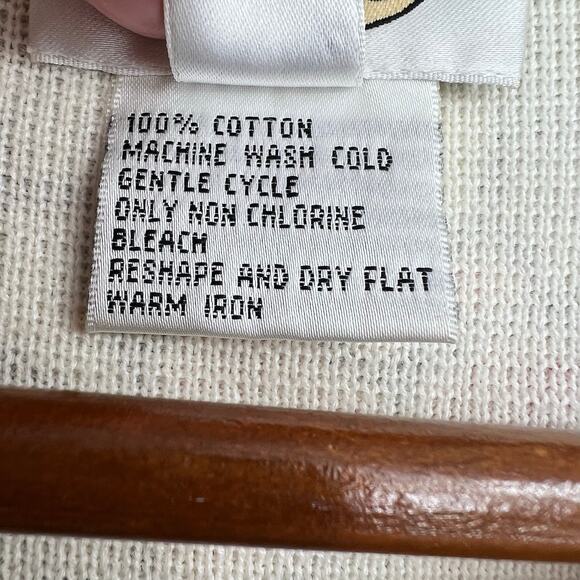 100% COTTON
MACHINE WASH COLD
GENTLE CYCLE
ONLY NON CHLORINE
BLEACH
RESHAPE AND DRY FLAT
WARM IRON